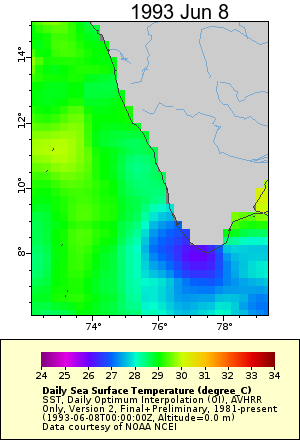 1993 Jun 8
14°
12°
10°
8°
74°
76°
78°
24 25 26 27 28 29 30 31 32 33 34
Daily Sea Surface Temperature (degree_C)
SST, Daily Optimum Interpolation (OI), AVHRR
Only, Version 2, Final+Preliminary, 1981-present
(1993-06-08T00:00:00Z, Altitude=0.0 m)
Data courtesy of NOAA NCEI